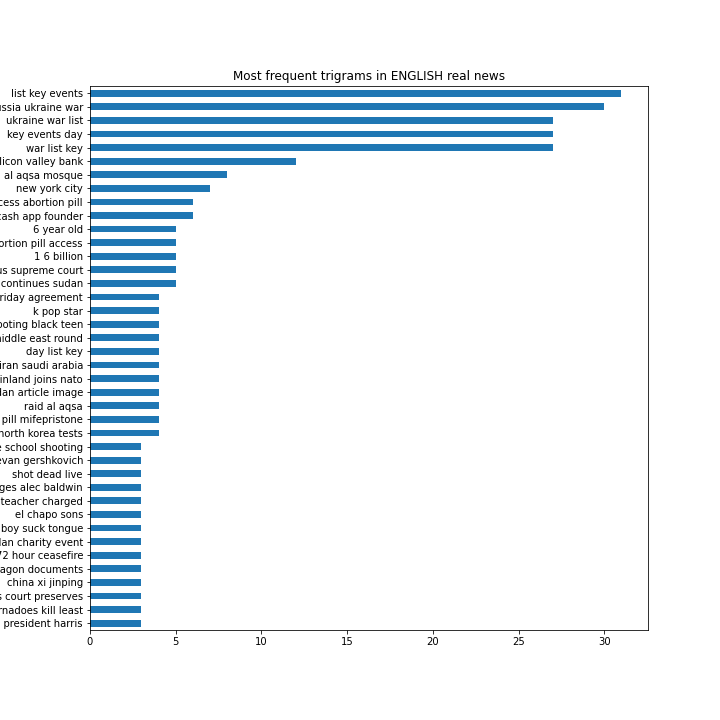 Most frequent trigrams in ENGLISH real news
list key events
ussia ukraine war
ukraine war list
key events day
war list key
licon valley bank
al aqsa mosque
new york city
cess abortion pill
cash app founder
6 year old
ortion pill access
1 6 billion
us supreme court
continues sudan
riday agreement
k pop star
ooting black teen
iddle east round
day list key
iran saudi arabia
inland joins nato
lan article image
raid al aqsa
pill mifepristone
north korea tests
e school shooting
evan gershkovich
shot dead live
ges alec baldwin
teacher charged
el chapo sons
boy suck tongue
lan charity event
72 hour ceasefire
agon documents
china xi jinping
s court preserves
rnadoes kill least
president harris
0 5 10 15 20 25 30